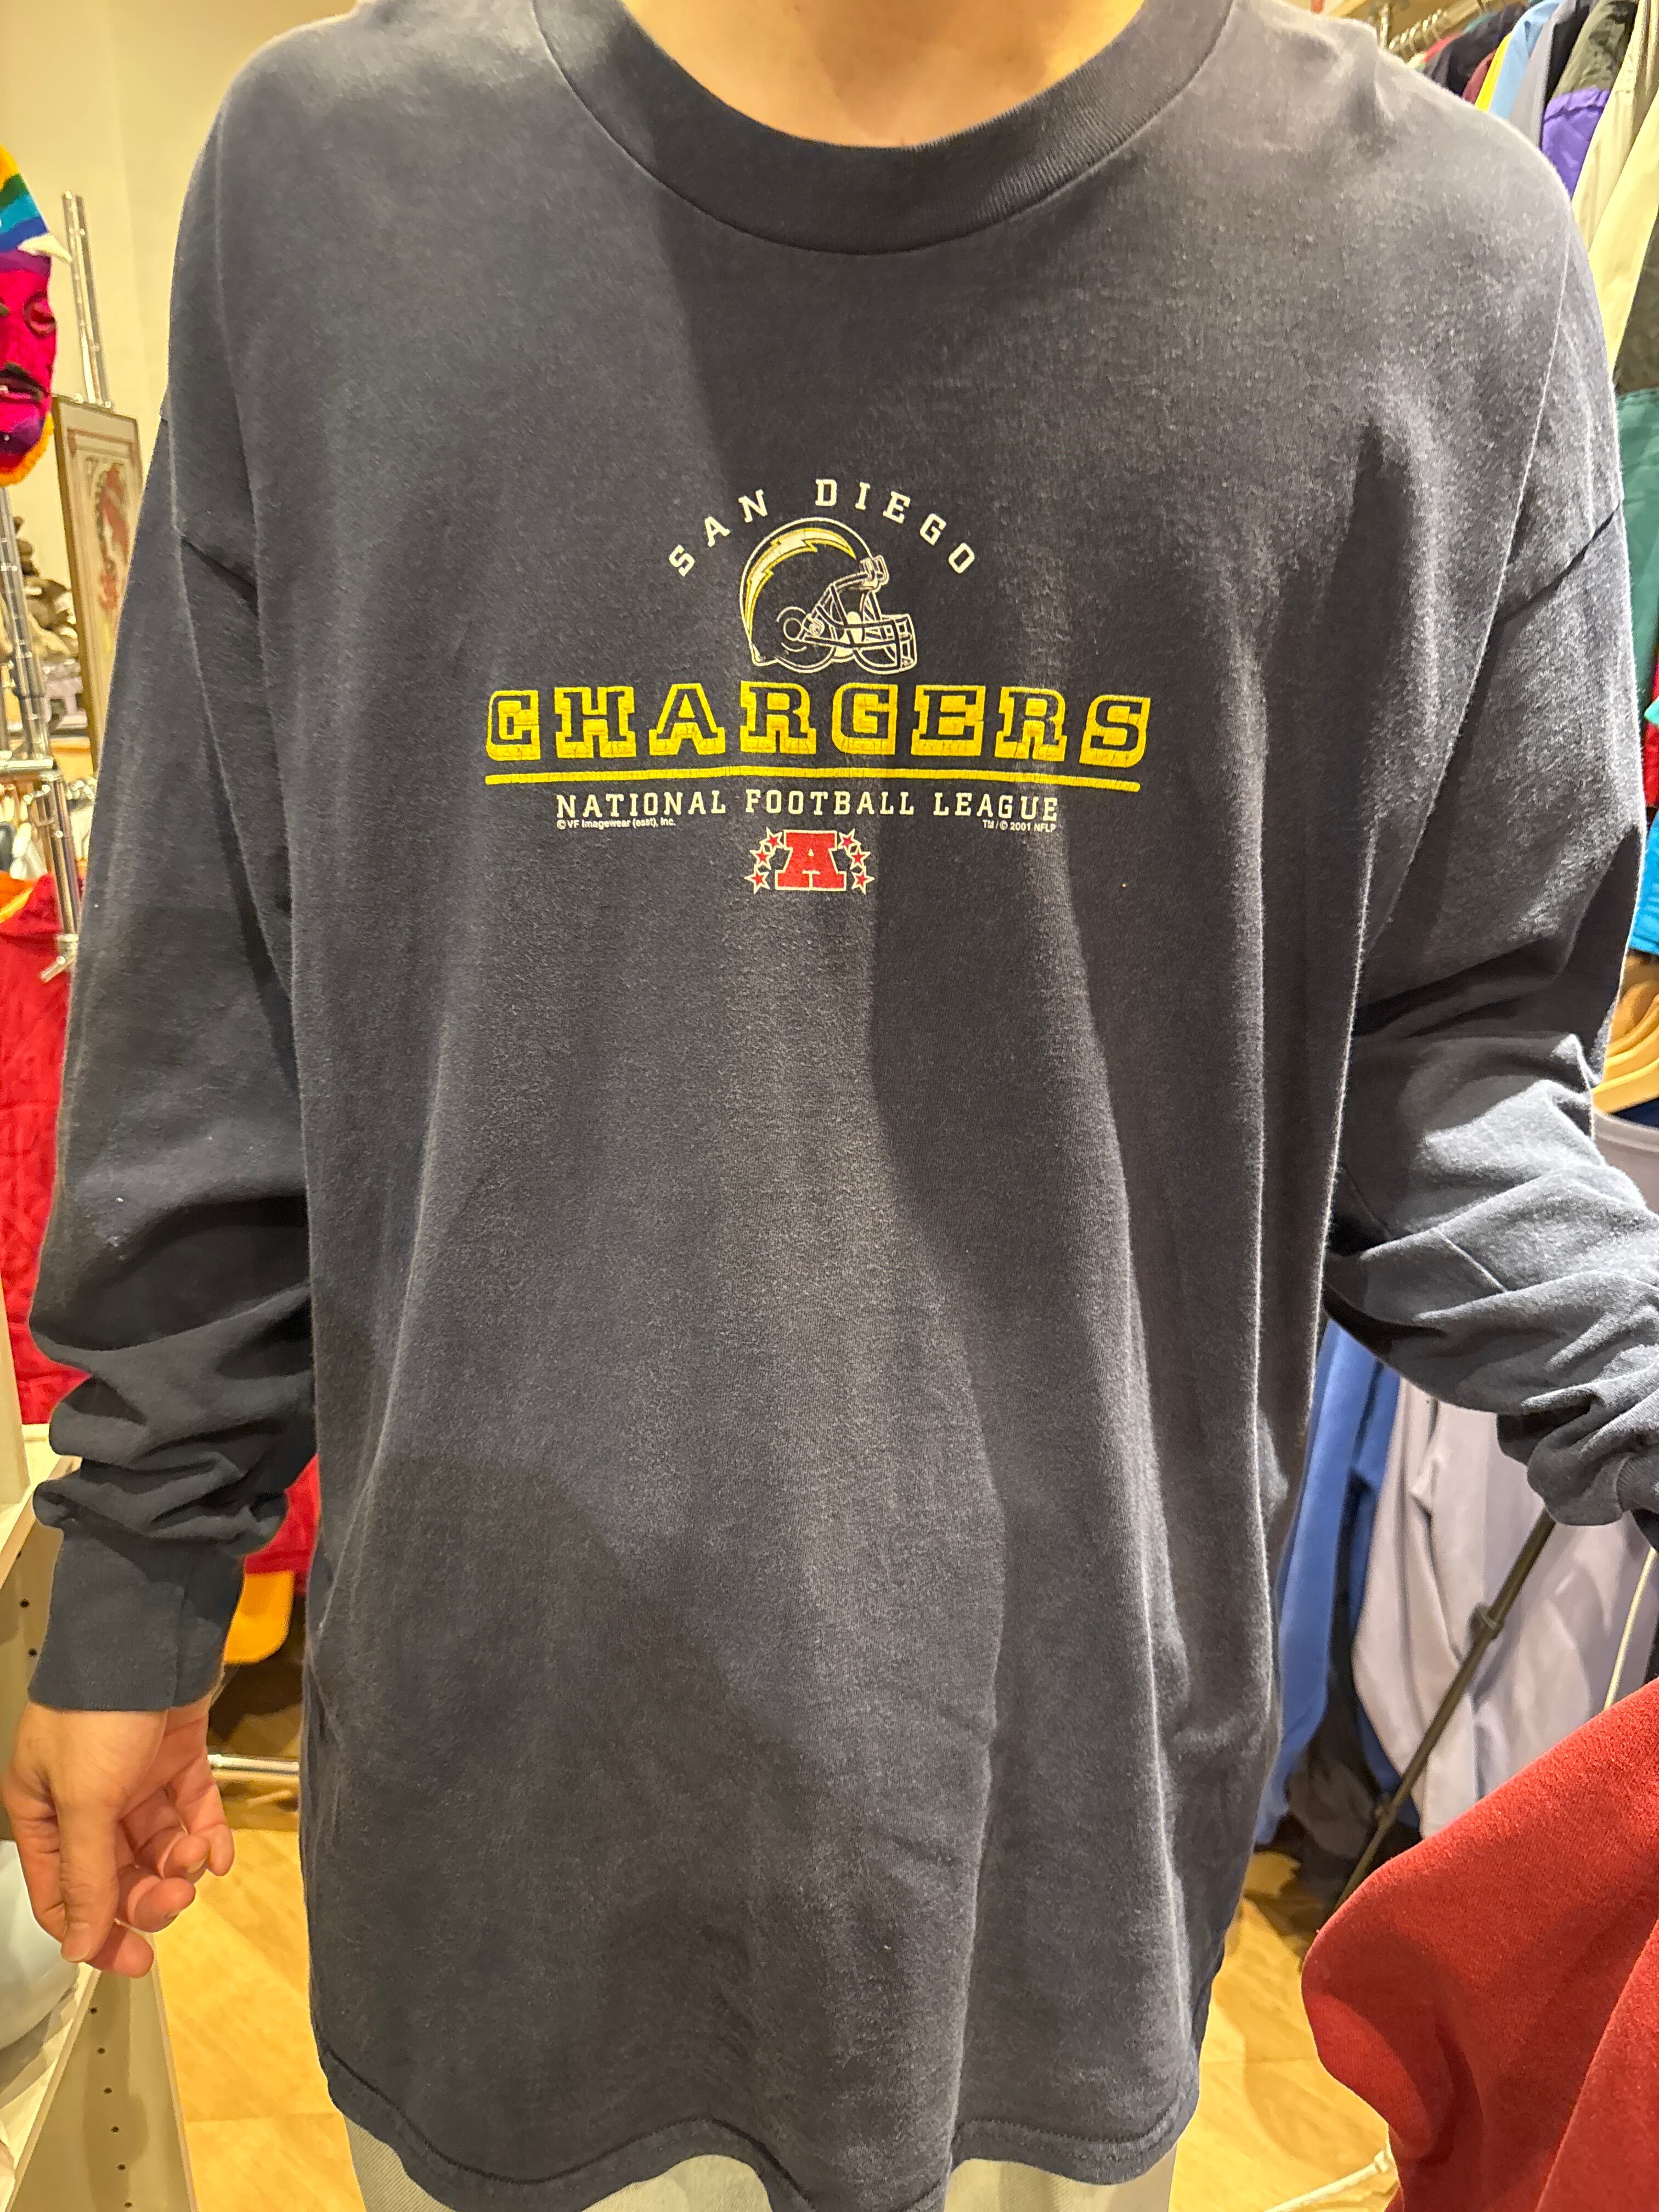 SAN DIEGO
CHARGERS
NATIONAL FOOTBALL LEAGUE
©VF Imagewear (east), Inc. TM/© 2001 NFLP
A